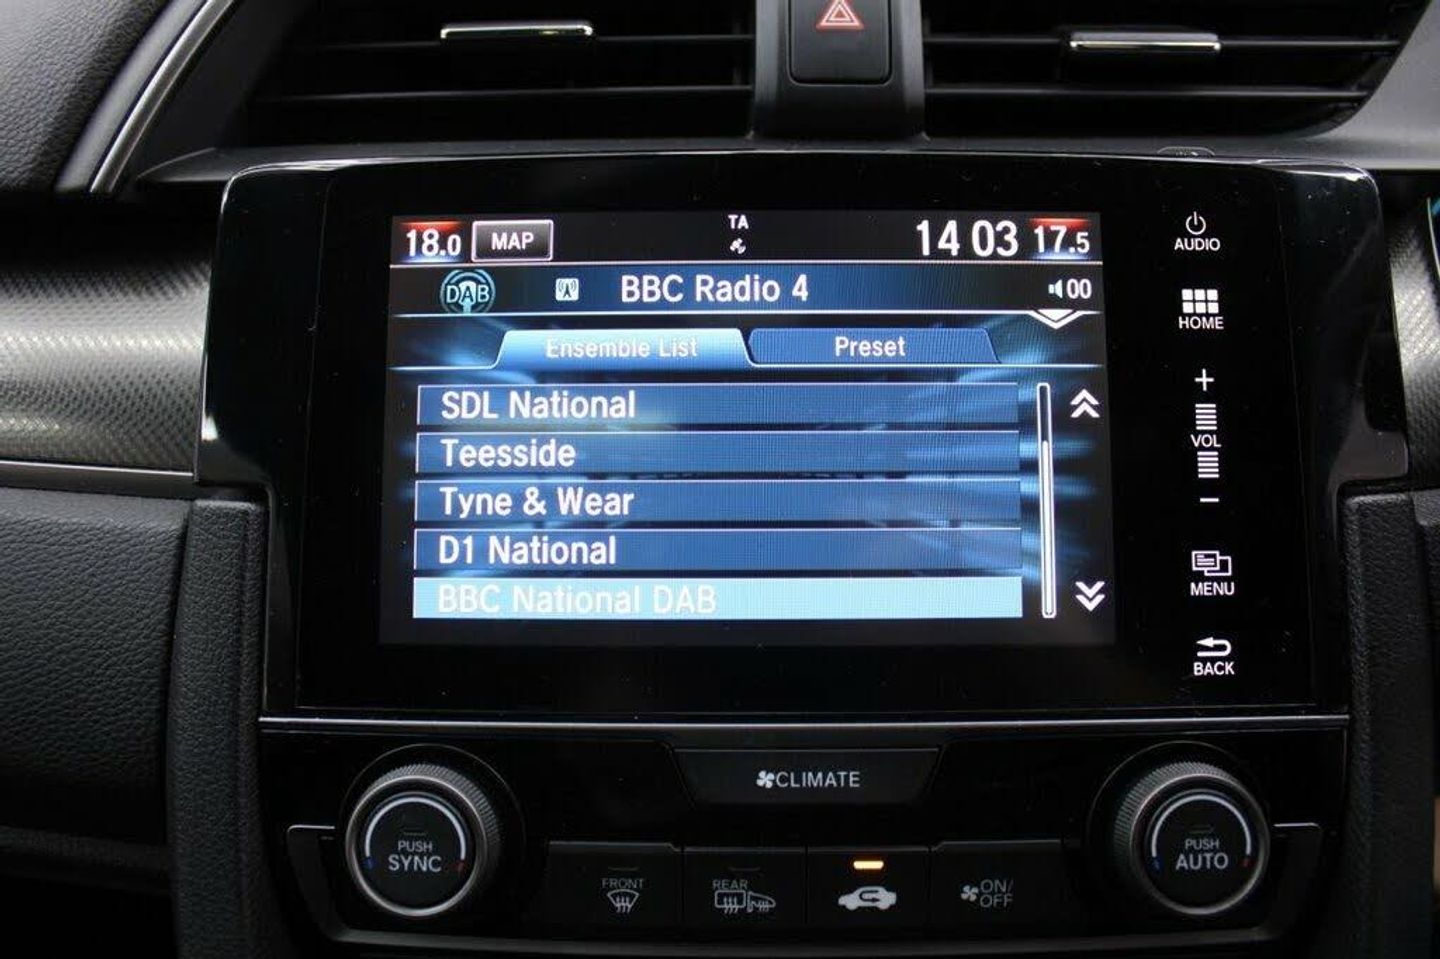 18.0 MAP TA 14 03 17.5
AUDIO
DAB BBC Radio 4 00
HOME
Ensemble List Preset
SDL National
Teesside
VOL
Tyne & Wear
D1 National
MENU
BBC National DAB
BACK
CLIMATE
PUSH SYNC
FRONT REAR ON/OFF
PUSH AUTO